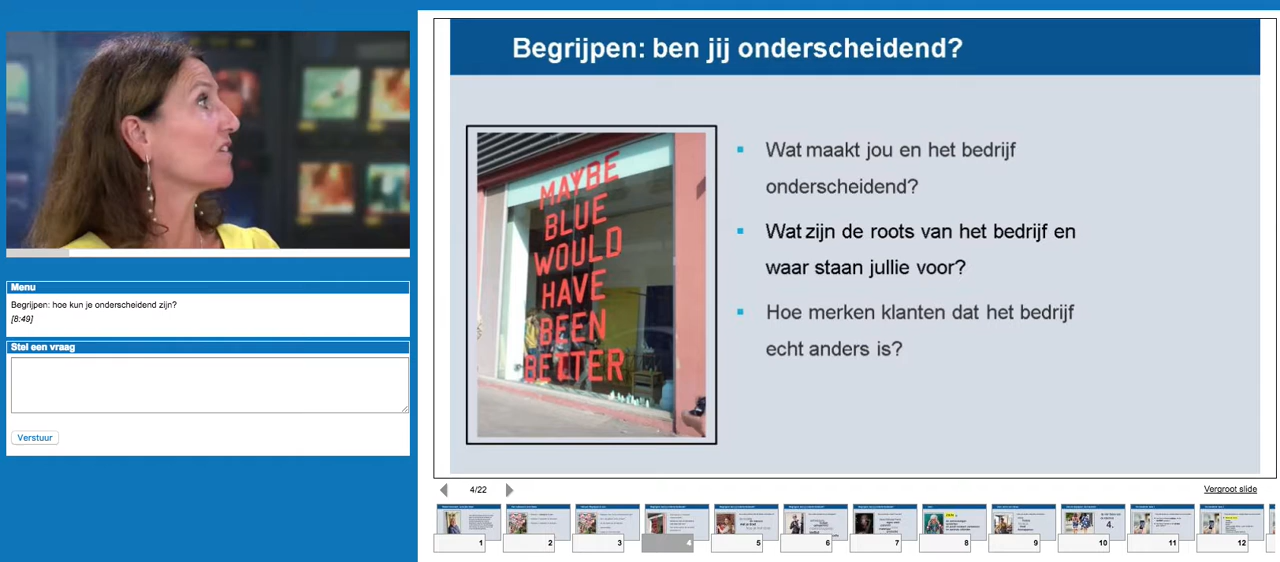 Begrijpen: ben jij onderscheidend?
MAYBE
BLUE
WOULD
HAVE
BEEN
BETTER
Wat maakt jou en het bedrijf
onderscheidend?
Wat zijn de roots van het bedrijf en
waar staan jullie voor?
Hoe merken klanten dat het bedrijf
echt anders is?
Menu
Begrijpen: hoe kun je onderscheidend zijn?
[8:49]
Stel een vraag
Verstuur
4/22
Vergroot slide
1
2
3
4
5
6
7
8
9
10
11
12